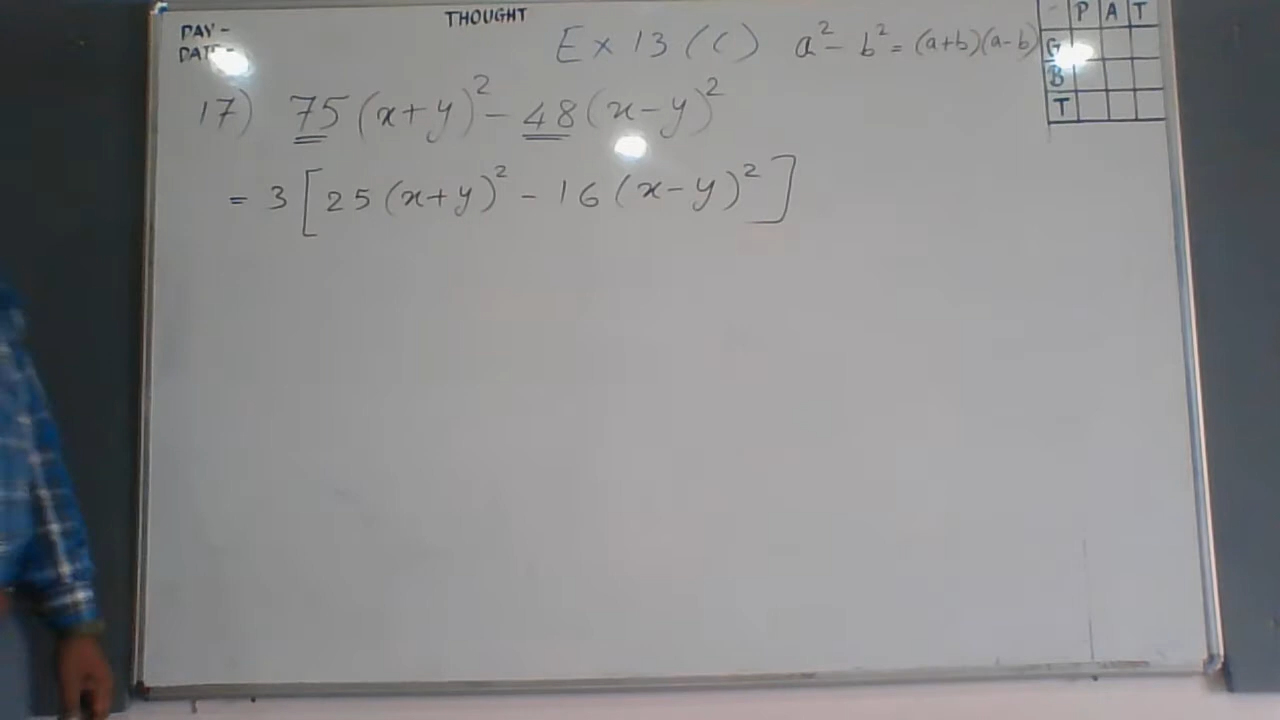 DAY-
THOUGHT
DATE-
Ex 13 (C) a² - b² = (a+b)(a-b)
P A T
G
B
T
17) 75(x+y)² - 48(x-y)²
= 3[25(x+y)² - 16(x-y)²]